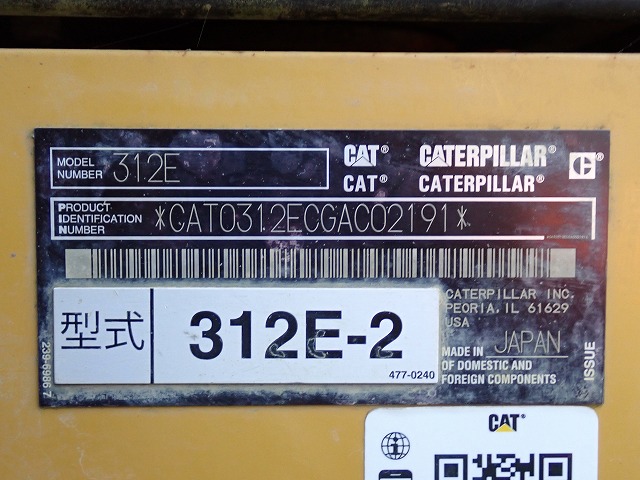 MODEL NUMBER 312E
CAT® CATERPILLAR® C
CAT® CATERPILLAR®
PRODUCT IDENTIFICATION NUMBER *CAT0312ECGAC02191*
CATERPILLAR INC.
PEORIA, IL 61629
USA
MADE IN JAPAN
OF DOMESTIC AND
FOREIGN COMPONENTS
ISSUE
型式 312E-2
477-0240
239-6986 7
CAT®